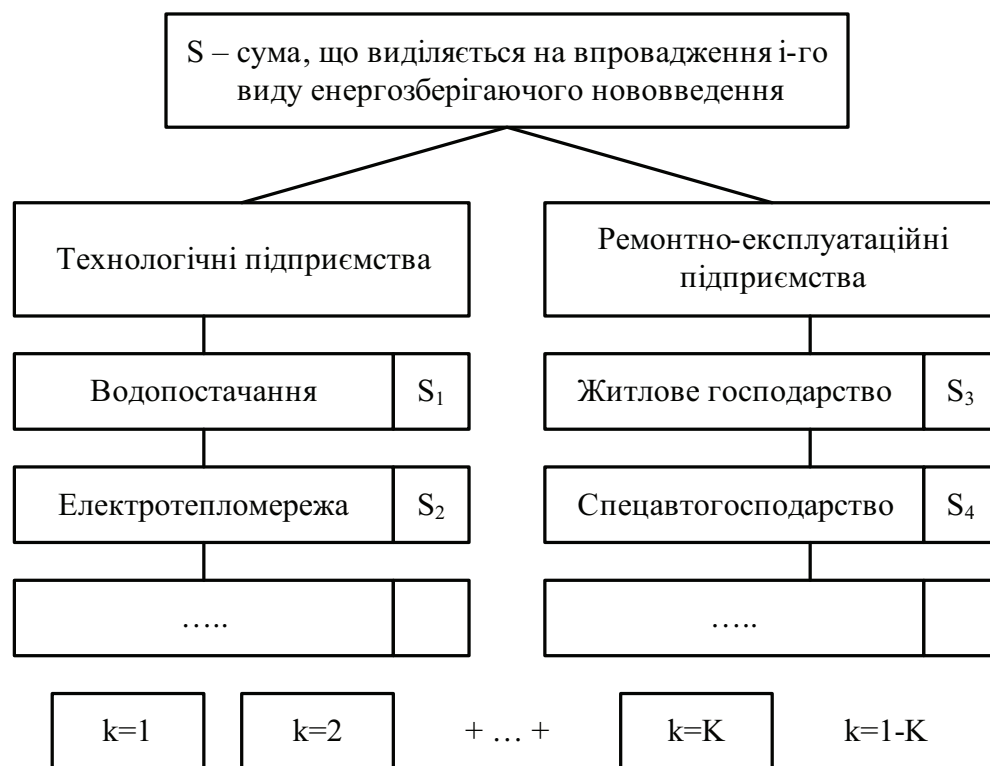 S – сума, що виділяється на впровадження і-го
виду енергозберігаючого нововведення
Технологічні підприємства
Ремонтно-експлуатаційні
підприємства
Водопостачання S₁
Житлове господарство S₃
Електротепломережа S₂
Спецавтогосподарство S₄
…..
…..
k=1 k=2 + … + k=K k=1-K